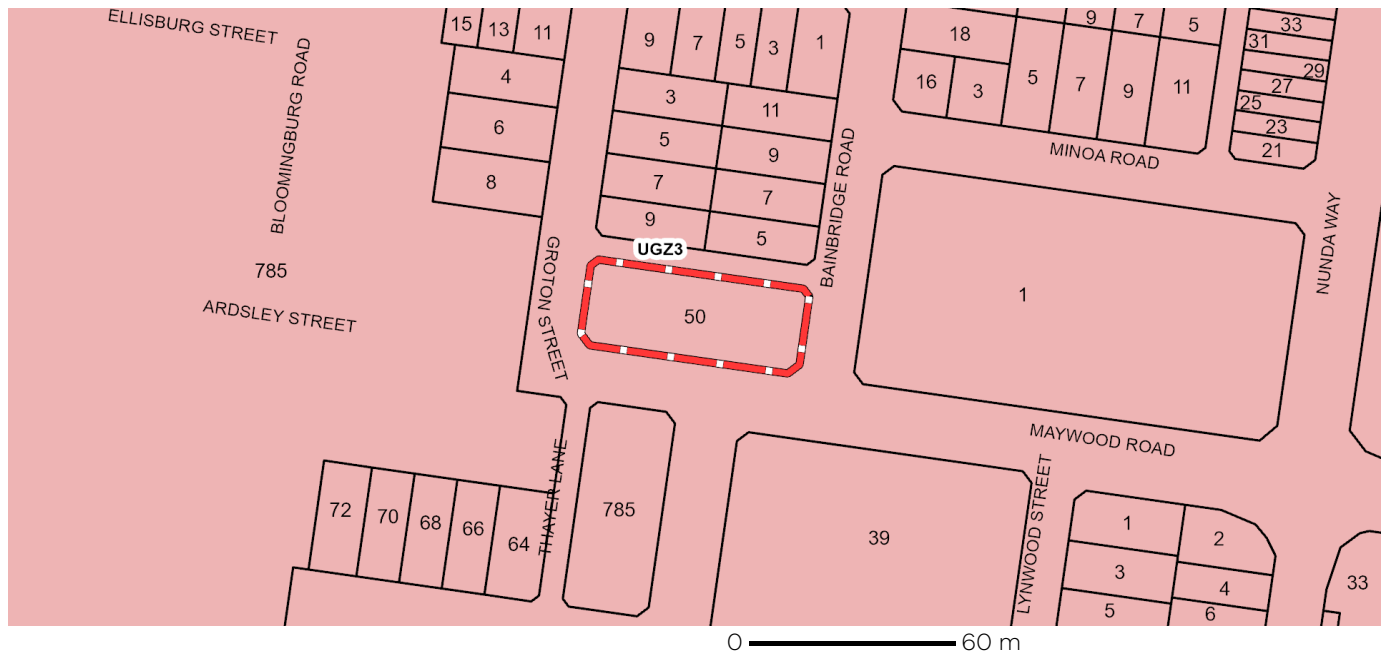 ELLISBURG STREET
15 13 11
9 7 5 3 1
18
9 7 5
33
31
BLOOMINGBURG ROAD
4
16 3 5 7 9 11
29
27
25
3 11
6
23
5 9
MINOA ROAD
21
8
7 7
BAINBRIDGE ROAD
9 5
NUNDA WAY
UGZ3
785
GROTON STREET
50
1
ARDSLEY STREET
MAYWOOD ROAD
72 70 68 66 64
THAYER LANE
785
39
LYNWOOD STREET
1 2
3 4
33
5 6
0 60 m